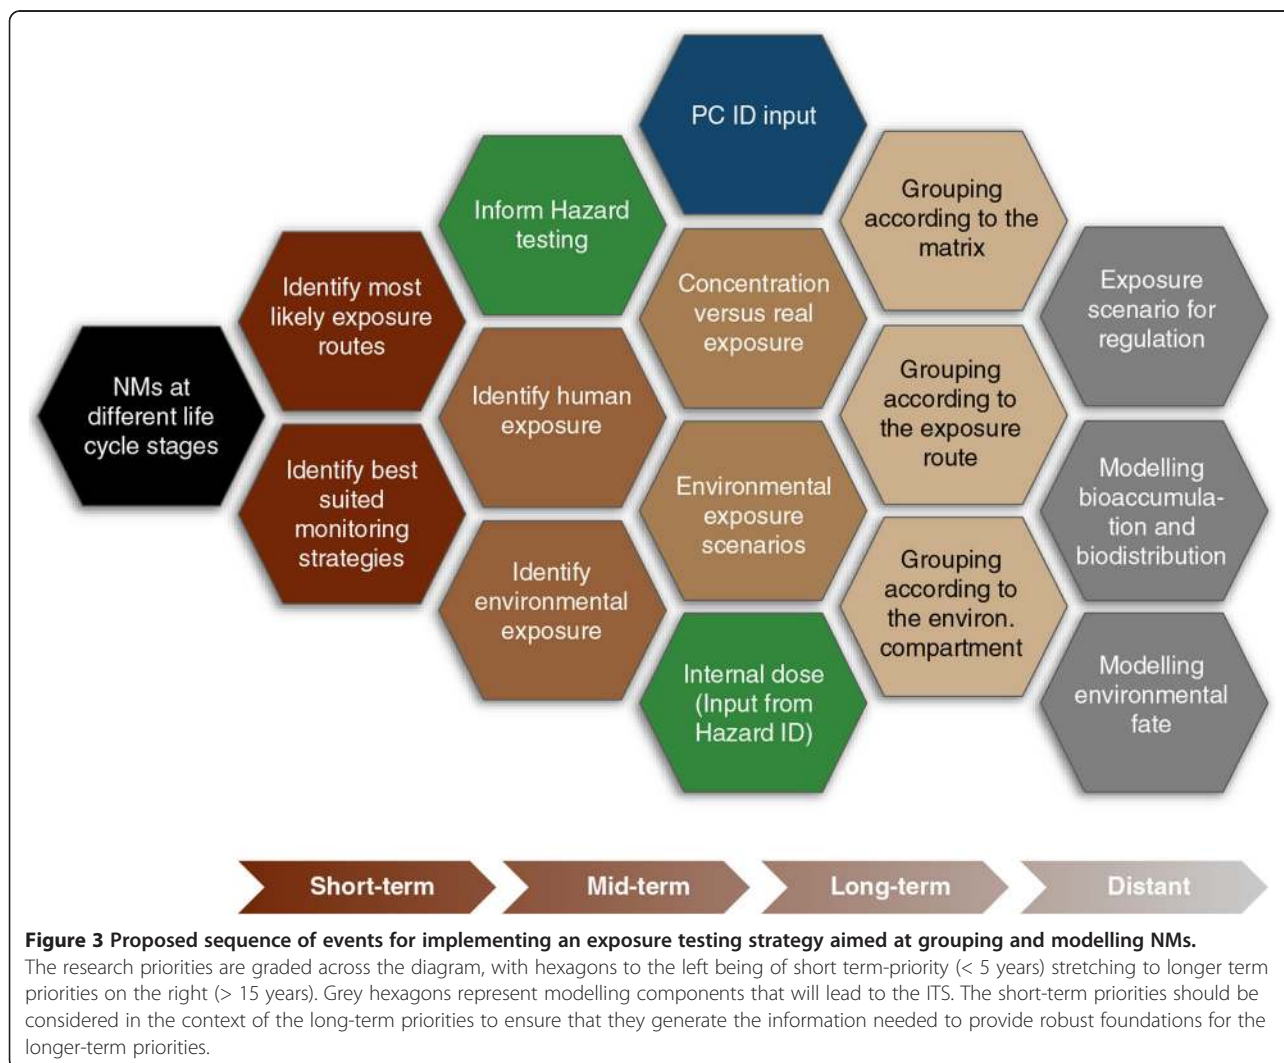 PC ID input
Inform Hazard
testing
Grouping
according to the
matrix
Identify most
likely exposure
routes
Concentration
versus real
exposure
Exposure
scenario for
regulation
NMs at
different life
cycle stages
Identify human
exposure
Grouping
according to
the exposure
route
Identify best
suited
monitoring
strategies
Environmental
exposure
scenarios
Modelling
bioaccumula-
tion and
biodistribution
Identify
environmental
exposure
Grouping
according to
the environ.
compartment
Internal dose
(Input from
Hazard ID)
Modelling
environmental
fate
Short-term
Mid-term
Long-term
Distant
Figure 3 Proposed sequence of events for implementing an exposure testing strategy aimed at grouping and modelling NMs.
The research priorities are graded across the diagram, with hexagons to the left being of short term-priority (< 5 years) stretching to longer term
priorities on the right (> 15 years). Grey hexagons represent modelling components that will lead to the ITS. The short-term priorities should be
considered in the context of the long-term priorities to ensure that they generate the information needed to provide robust foundations for the
longer-term priorities.